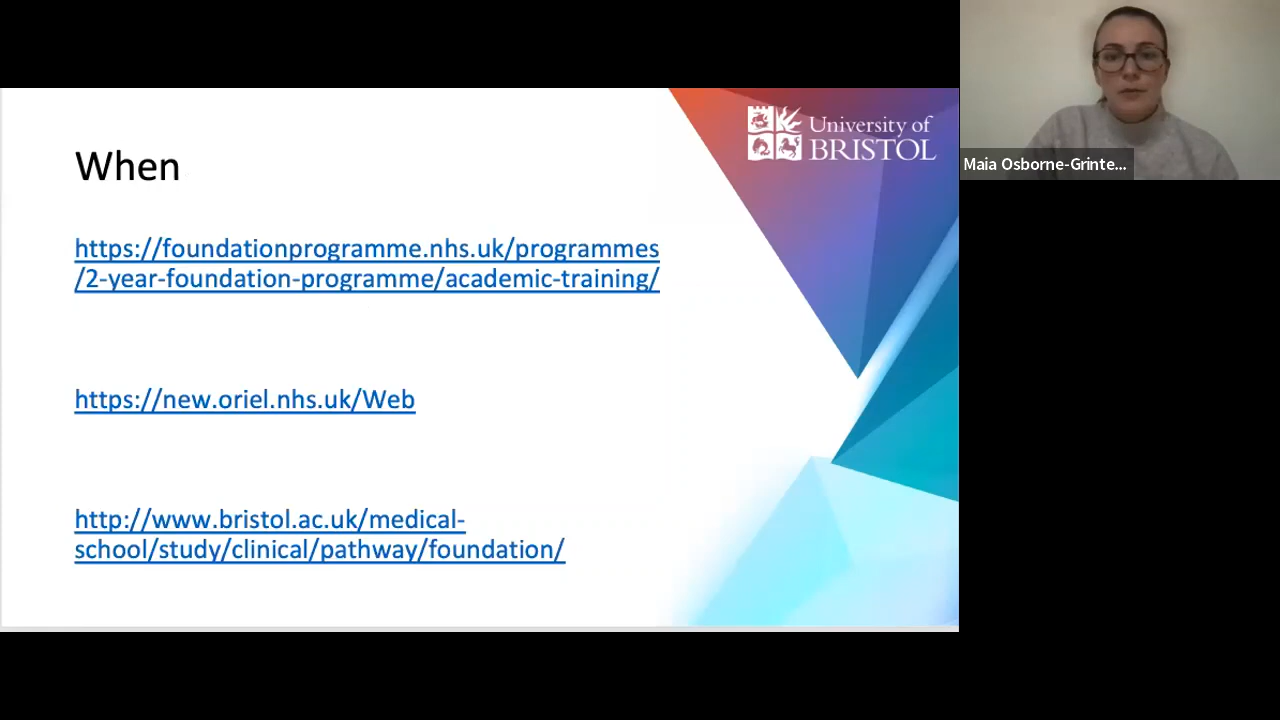 University of
BRISTOL
When
https://foundationprogramme.nhs.uk/programmes
/2-year-foundation-programme/academic-training/
https://new.oriel.nhs.uk/Web
http://www.bristol.ac.uk/medical-
school/study/clinical/pathway/foundation/
Maia Osborne-Grinte...